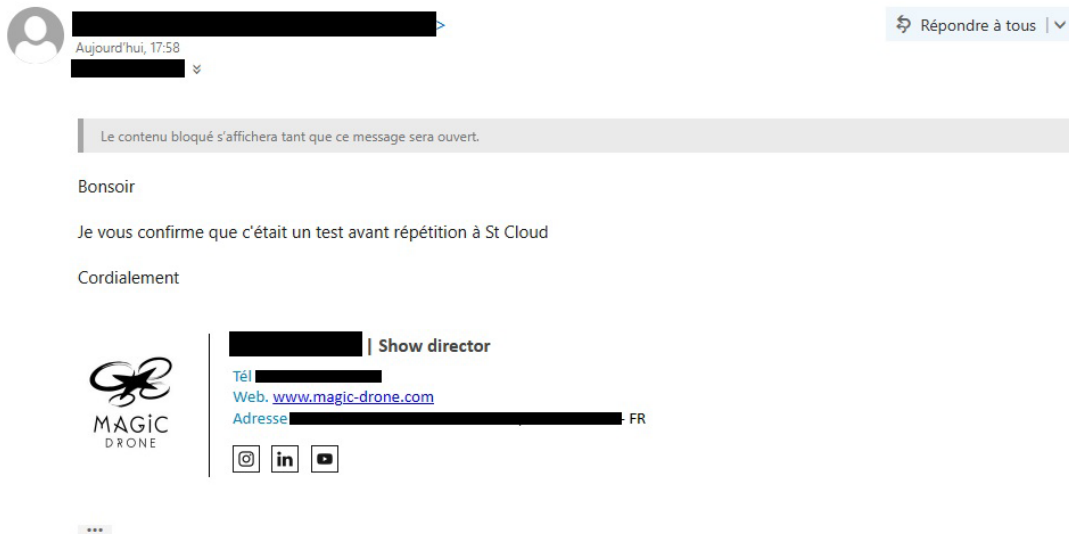 Répondre à tous
Aujourd'hui, 17:58
Le contenu bloqué s'affichera tant que ce message sera ouvert.
Bonsoir
Je vous confirme que c'était un test avant répétition à St Cloud
Cordialement
| Show director
Tél
Web. www.magic-drone.com
Adresse - FR
MAGiC
DRONE
in